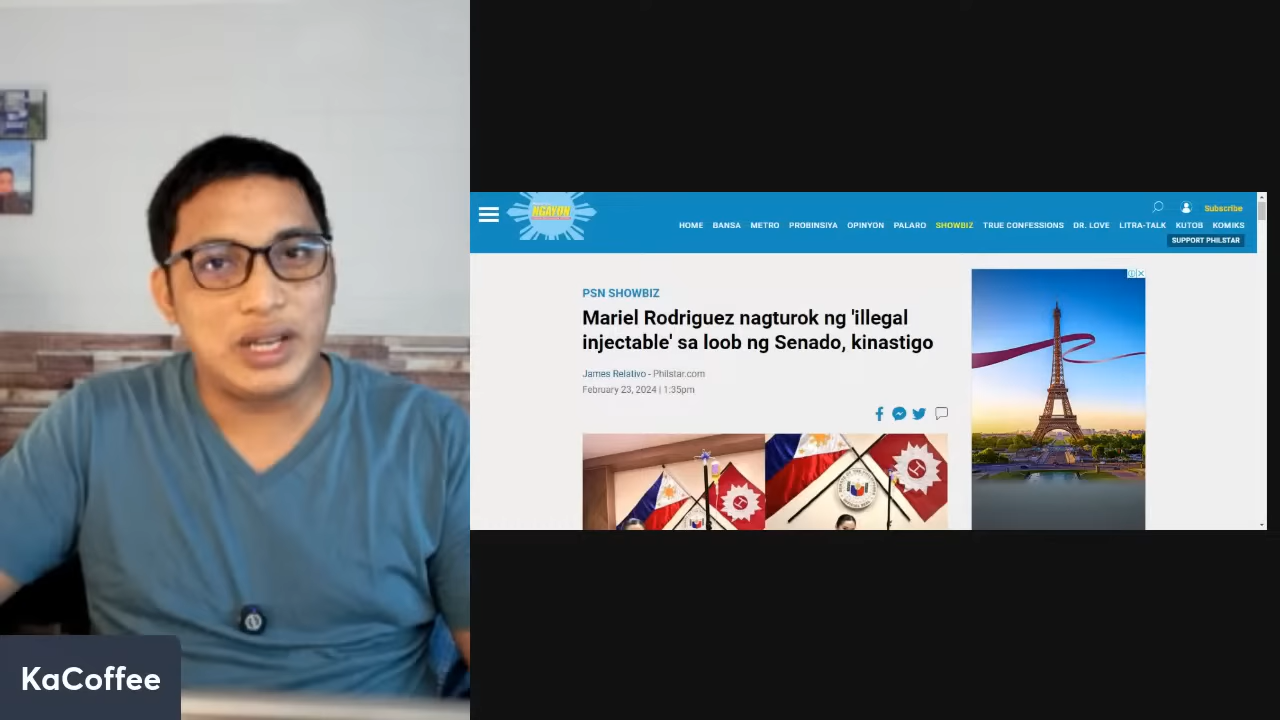 NGAYON
Subscribe
HOME BANSA METRO PROBINSIYA OPINYON PALARO SHOWBIZ TRUE CONFESSIONS DR. LOVE LITRA-TALK KUTOB KOMIKS
SUPPORT PHILSTAR
PSN SHOWBIZ
Mariel Rodriguez nagturok ng 'illegal
injectable' sa loob ng Senado, kinastigo
James Relativo - Philstar.com
February 23, 2024 | 1:35pm
KaCoffee